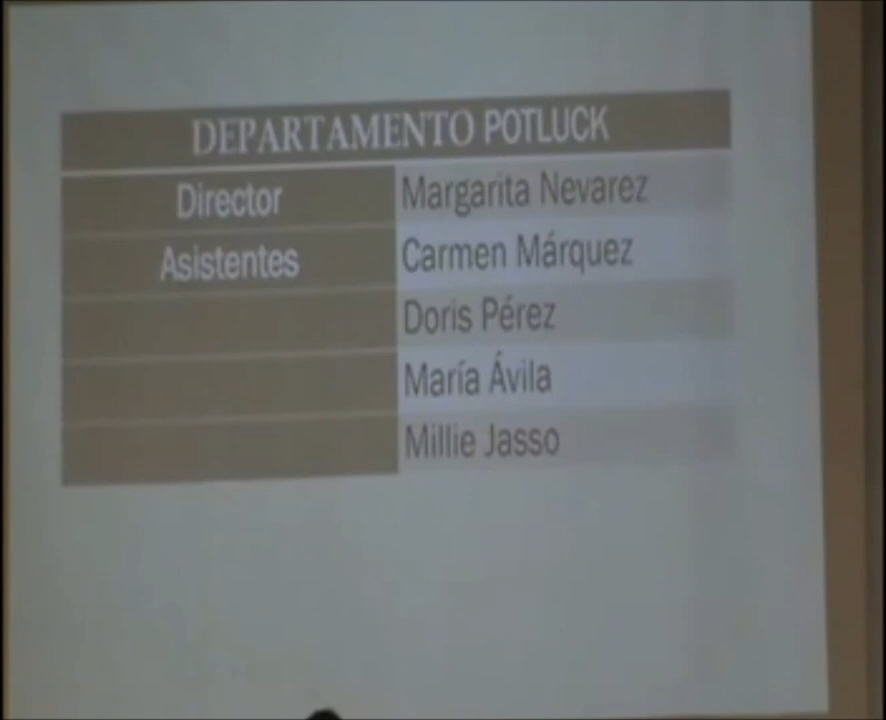 DEPARTAMENTO POTLUCK
Director Margarita Nevarez
Asistentes Carmen Márquez
Doris Pérez
María Ávila
Millie Jasso